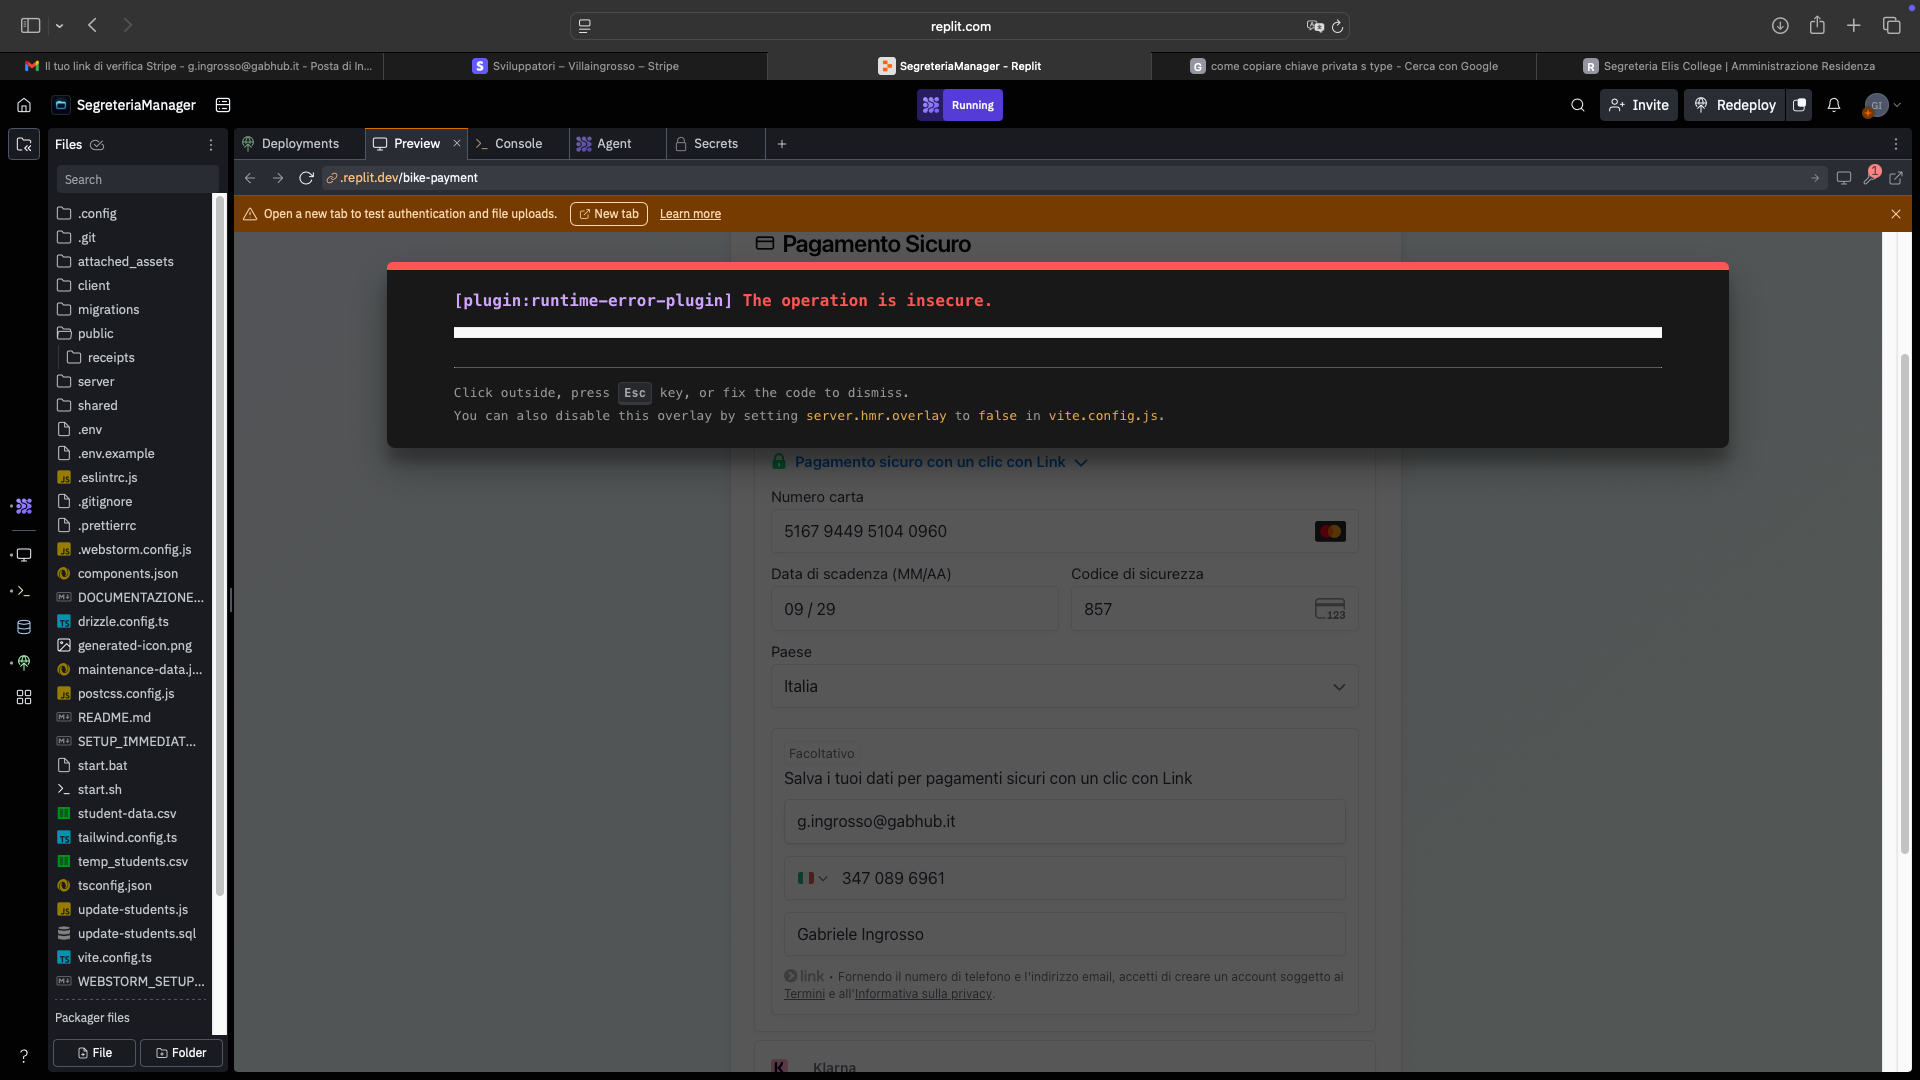 replit.com
Il tuo link di verifica Stripe - g.ingrosso@gabhub.it - Posta di In...
Sviluppatori – Villaingrosso – Stripe
SegreteriaManager - Replit
come copiare chiave privata s type - Cerca con Google
Segreteria Elis College | Amministrazione Residenza
SegreteriaManager
Running
Invite
Redeploy
GI
Files
Deployments
Preview
Console
Agent
Secrets
Search
.replit.dev/bike-payment
1
Open a new tab to test authentication and file uploads.
New tab
Learn more
.config
.git
attached_assets
client
migrations
public
receipts
server
shared
.env
.env.example
.eslintrc.js
.gitignore
.prettierrc
.webstorm.config.js
components.json
DOCUMENTAZIONE...
drizzle.config.ts
generated-icon.png
maintenance-data.j...
postcss.config.js
README.md
SETUP_IMMEDIAT...
start.bat
start.sh
student-data.csv
tailwind.config.ts
temp_students.csv
tsconfig.json
update-students.js
update-students.sql
vite.config.ts
WEBSTORM_SETUP...
Packager files
File
Folder
Pagamento Sicuro
[plugin:runtime-error-plugin] The operation is insecure.
Click outside, press Esc key, or fix the code to dismiss.
You can also disable this overlay by setting server.hmr.overlay to false in vite.config.js.
Pagamento sicuro con un clic con Link
Numero carta
5167 9449 5104 0960
Data di scadenza (MM/AA)
Codice di sicurezza
09 / 29
857
123
Paese
Italia
Facoltativo
Salva i tuoi dati per pagamenti sicuri con un clic con Link
g.ingrosso@gabhub.it
347 089 6961
Gabriele Ingrosso
link • Fornendo il numero di telefono e l'indirizzo email, accetti di creare un account soggetto ai
Termini e all'Informativa sulla privacy.
K
Klarna